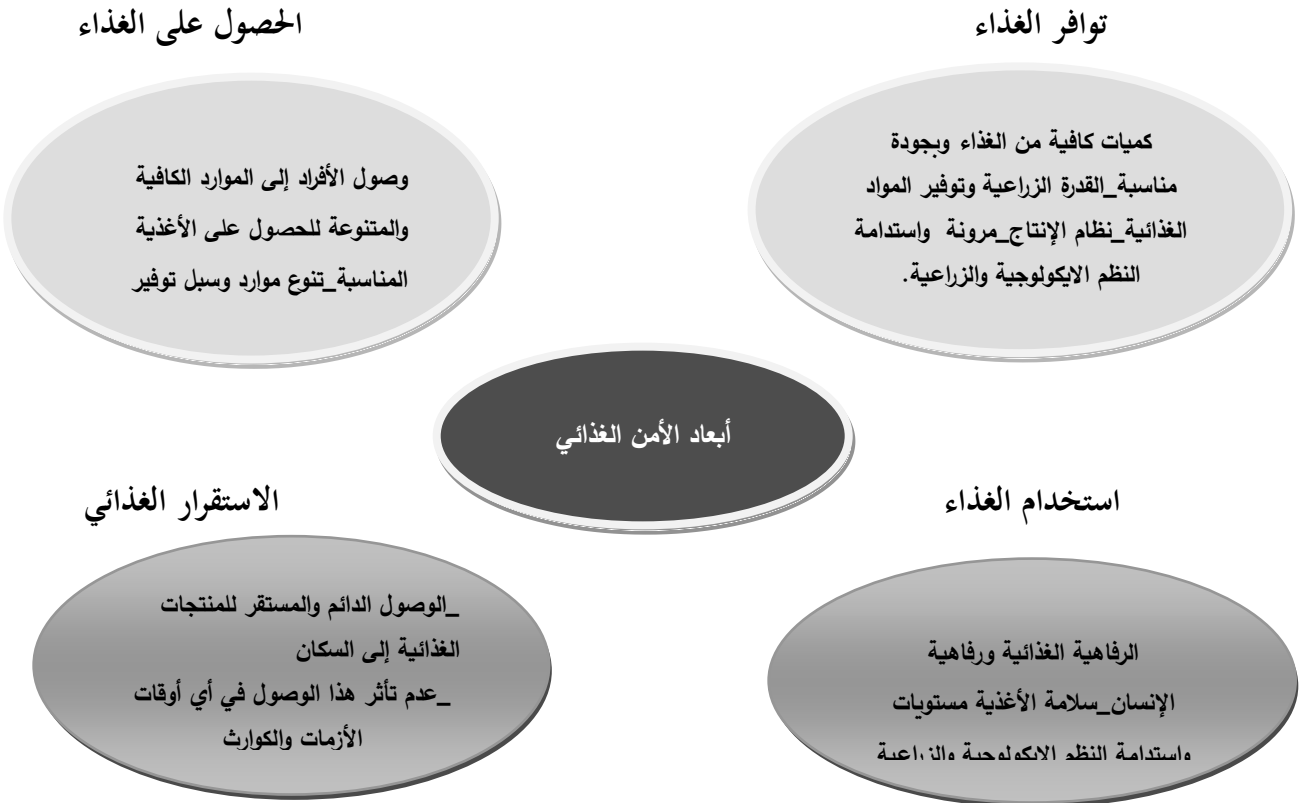 توافر الغذاء
كميات كافية من الغذاء وبجودة
مناسبة_القدرة الزراعية وتوفير المواد
الغذائية_نظام الإنتاج_مرونة واستدامة
النظم الايكولوجية والزراعية.
الحصول على الغذاء
وصول الأفراد إلى الموارد الكافية
والمتنوعة للحصول على الأغذية
المناسبة_تنوع موارد وسبل توفير
أبعاد الأمن الغذائي
استخدام الغذاء
الرفاهية الغذائية ورفاهية
الإنسان_سلامة الأغذية مستويات
واستدامة النظم الايكولوجية والزراعية
الاستقرار الغذائي
_الوصول الدائم والمستقر للمنتجات
الغذائية إلى السكان
_عدم تأثر هذا الوصول في أي أوقات
الأزمات والكوارث